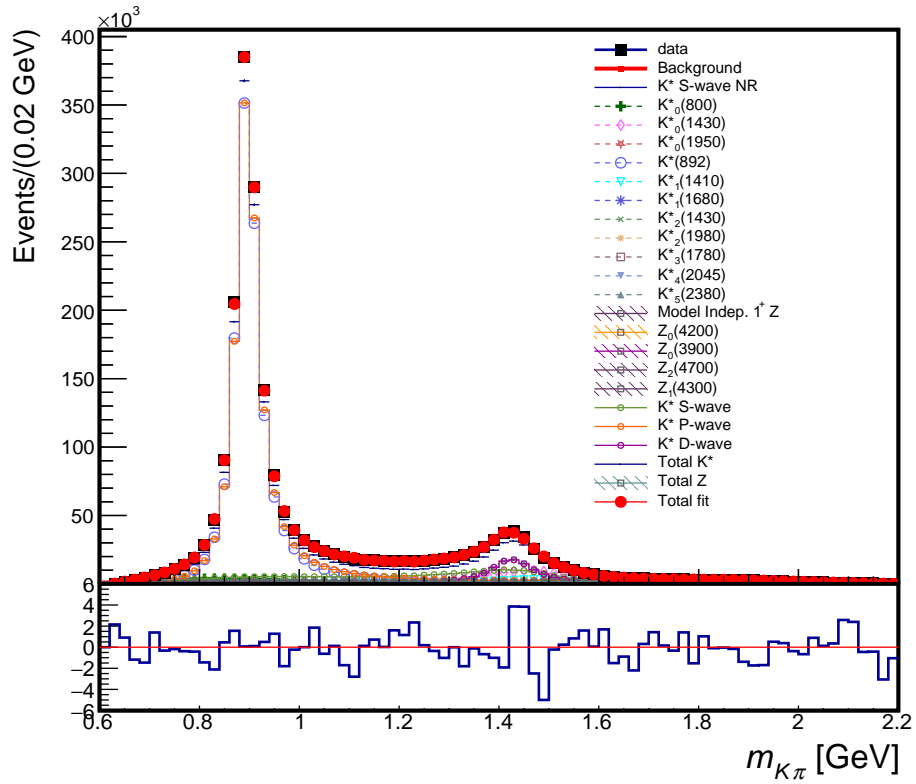 ×10³
400
350
300
250
200
150
100
50
6
Events/(0.02 GeV)
data
Background
K* S-wave NR
K*₀(800)
K*₀(1430)
K*₀(1950)
K*(892)
K*₁(1410)
K*₁(1680)
K*₂(1430)
K*₂(1980)
K*₃(1780)
K*₄(2045)
K*₅(2380)
Model Indep. 1⁺ Z
Z₀(4200)
Z₀(3900)
Z₂(4700)
Z₁(4300)
K* S-wave
K* P-wave
K* D-wave
Total K*
Total Z
Total fit
4
2
0
−2
−4
−6
0.6 0.8 1 1.2 1.4 1.6 1.8 2 2.2
m_Kπ [GeV]